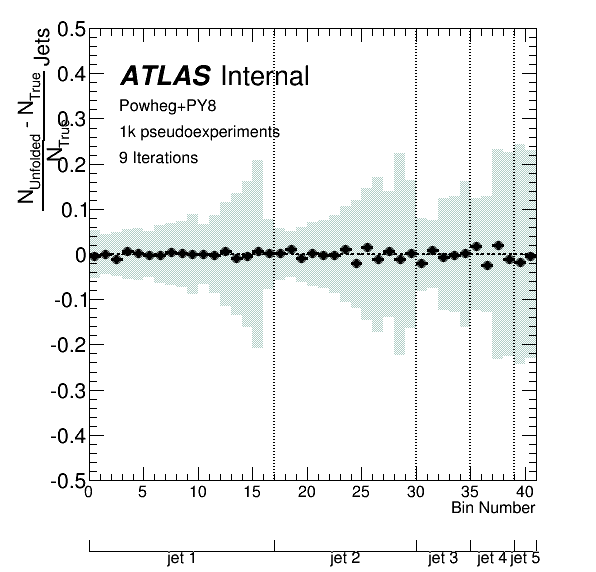 N_Unfolded - N_True
N_True
Jets
0.5
0.4
0.3
0.2
0.1
0
-0.1
-0.2
-0.3
-0.4
-0.5
ATLAS Internal
Powheg+PY8
1k pseudoexperiments
9 Iterations
0 5 10 15 20 25 30 35 40
Bin Number
jet 1 jet 2 jet 3 jet 4 jet 5